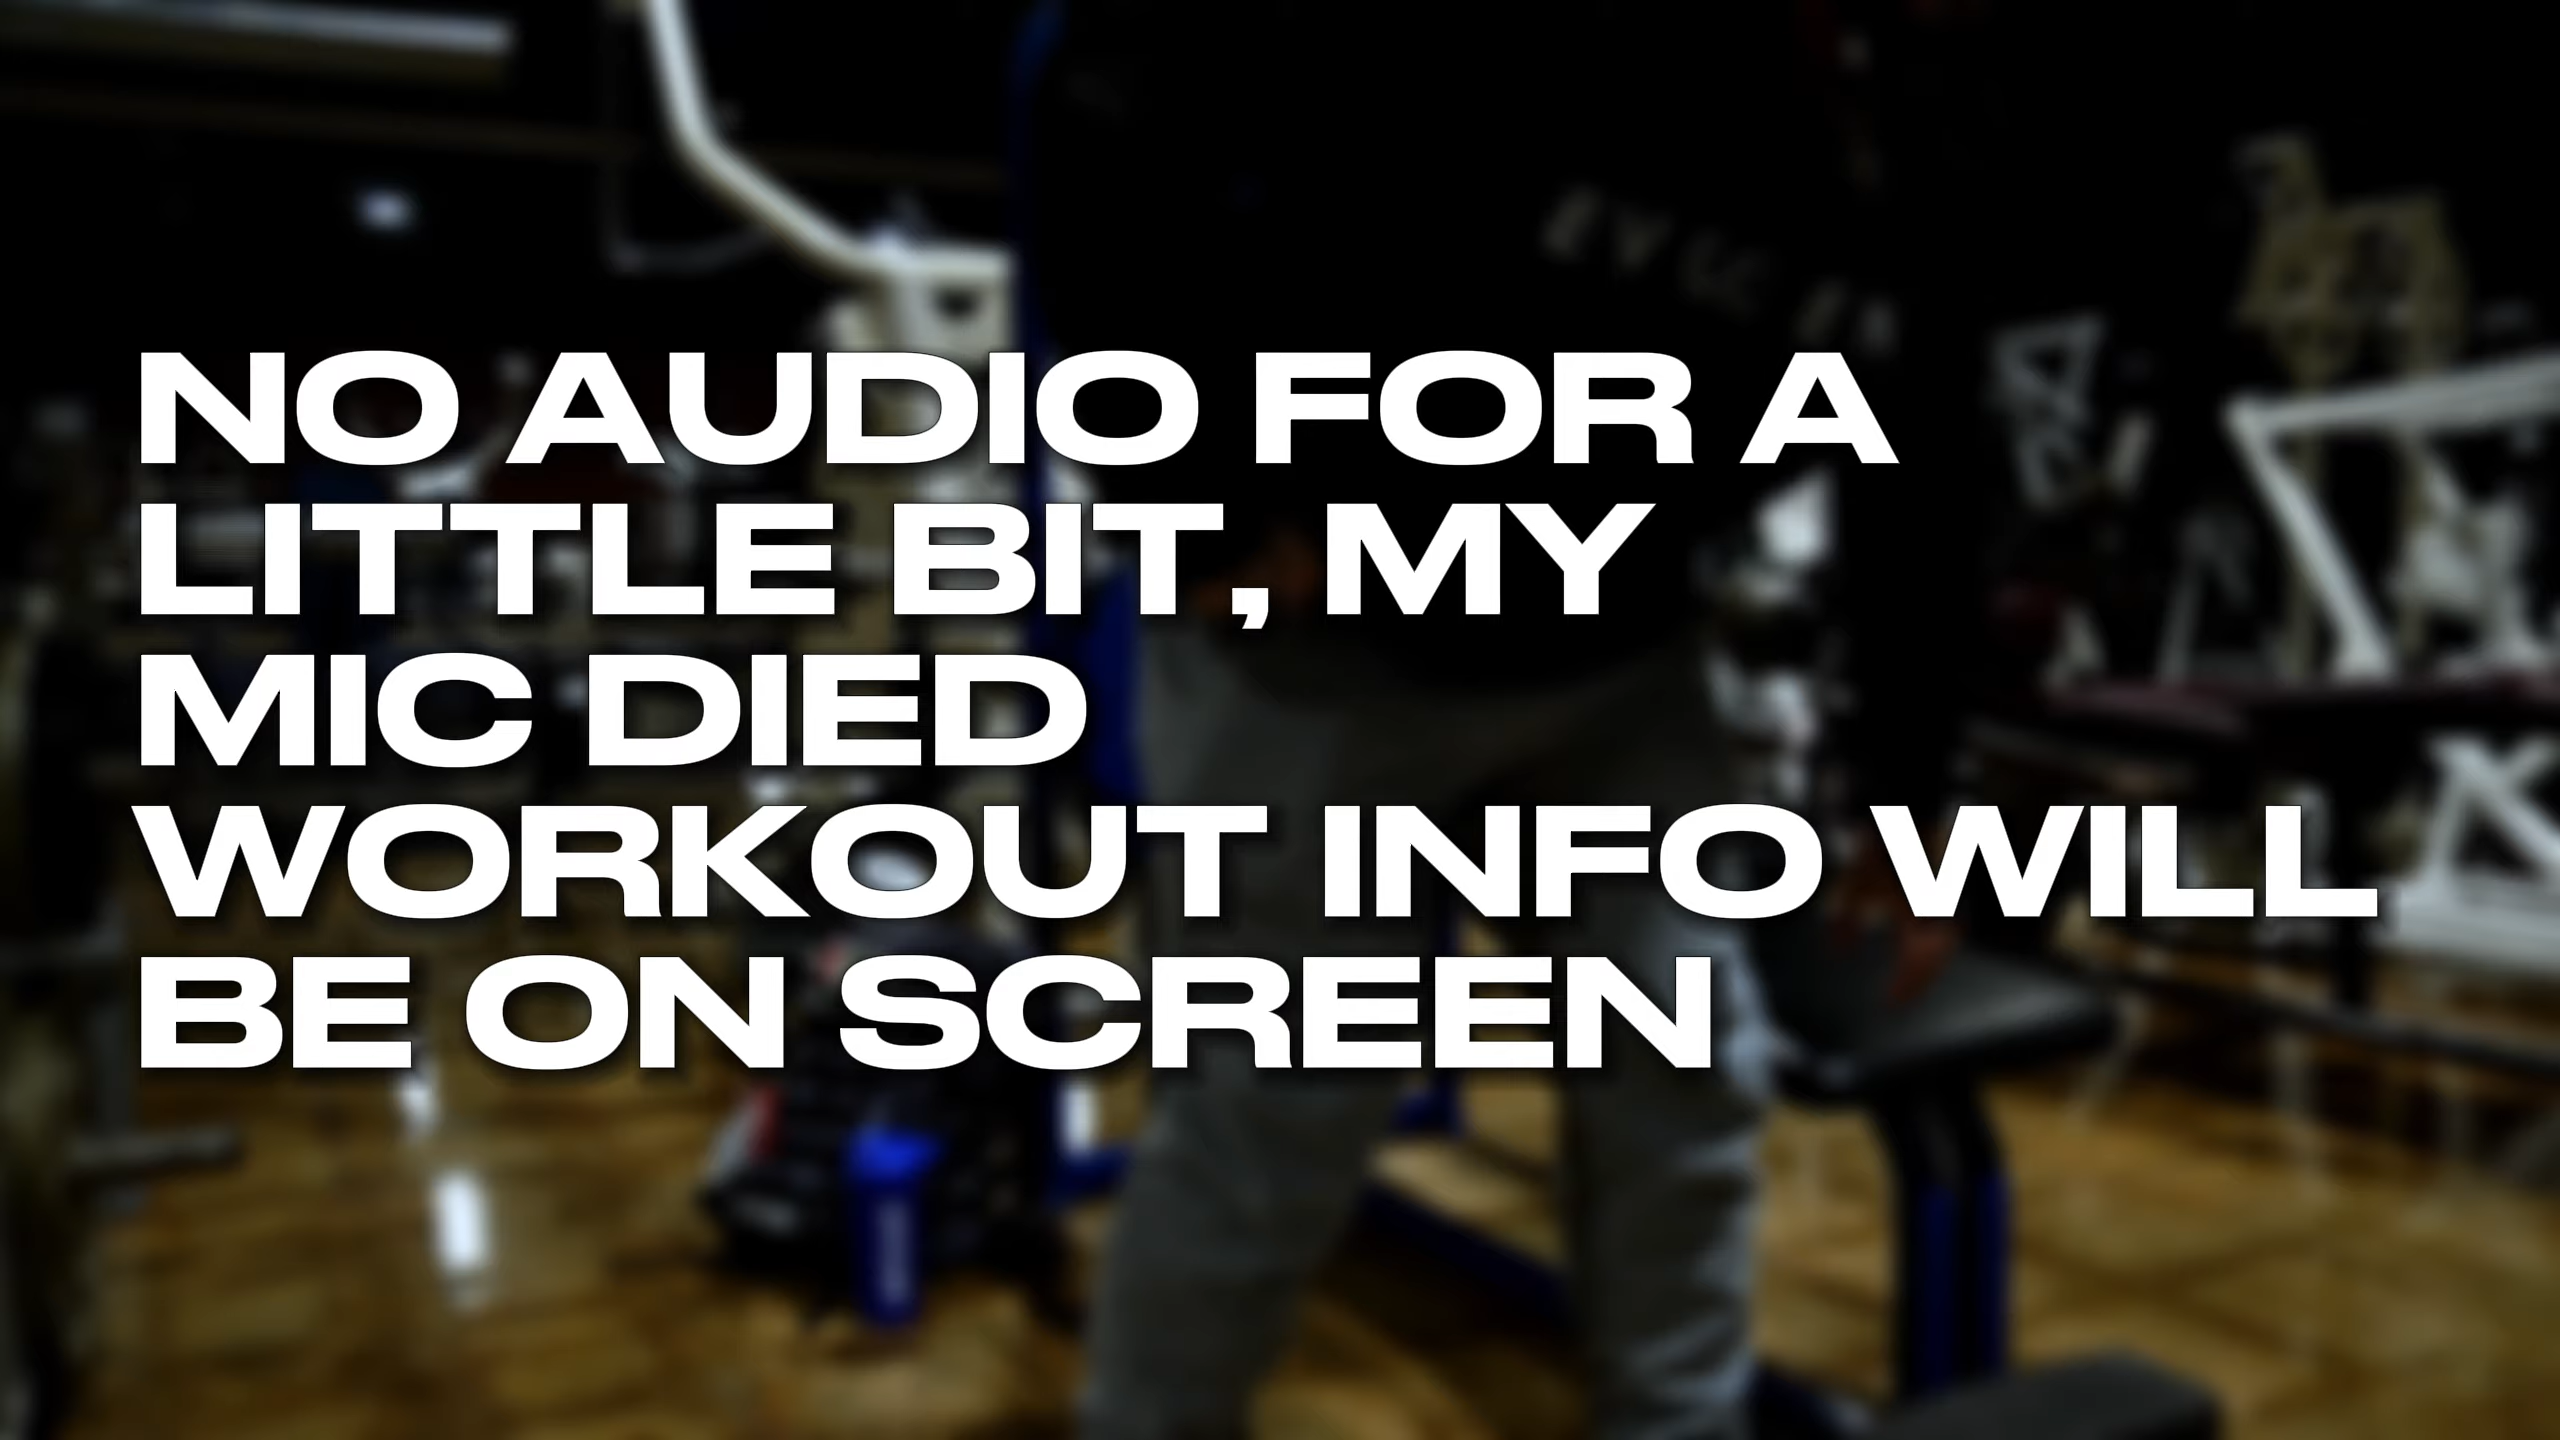 NO AUDIO FOR A
LITTLE BIT, MY
MIC DIED
WORKOUT INFO WILL
BE ON SCREEN